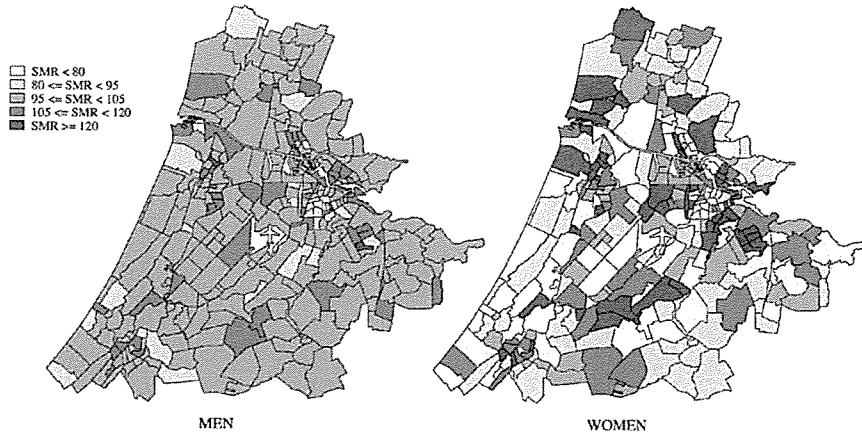 SMR < 80
80 <= SMR < 95
95 <= SMR < 105
105 <= SMR < 120
SMR >= 120
MEN
WOMEN